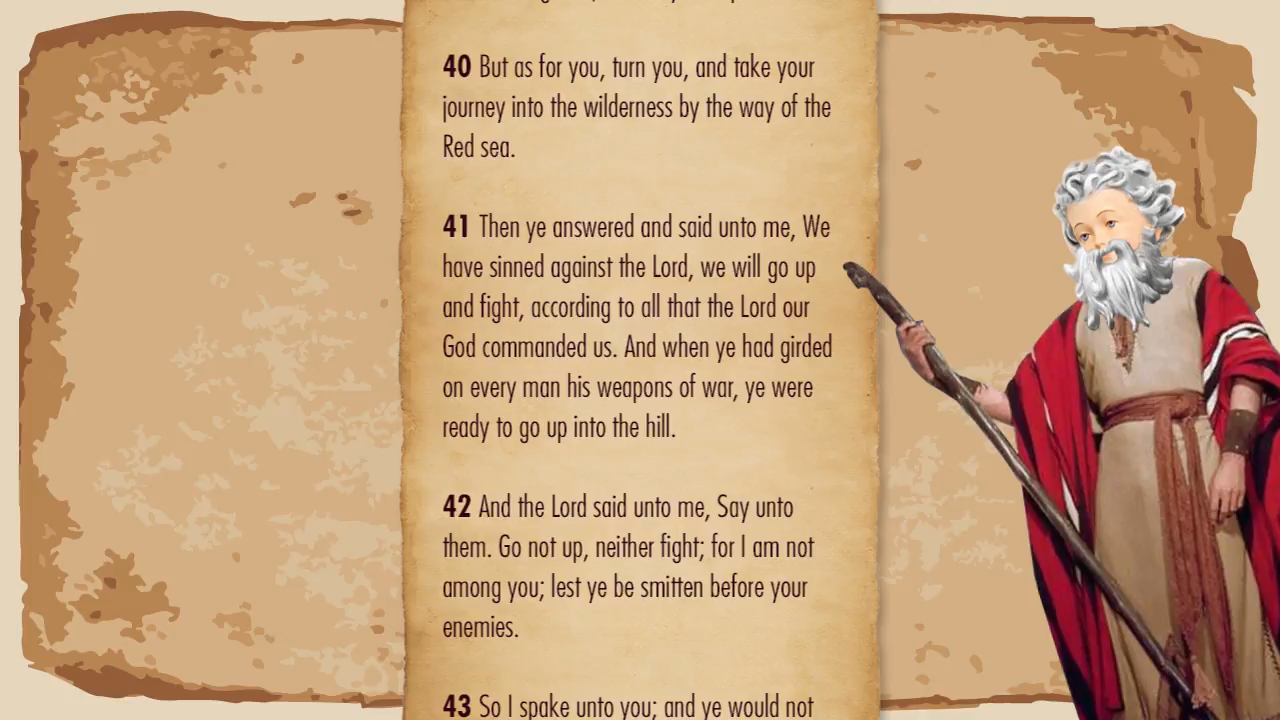 40 But as for you, turn you, and take your
journey into the wilderness by the way of the
Red sea.
41 Then ye answered and said unto me, We
have sinned against the Lord, we will go up
and fight, according to all that the Lord our
God commanded us. And when ye had girded
on every man his weapons of war, ye were
ready to go up into the hill.
42 And the Lord said unto me, Say unto
them. Go not up, neither fight; for I am not
among you; lest ye be smitten before your
enemies.
43 So I spake unto you; and ye would not